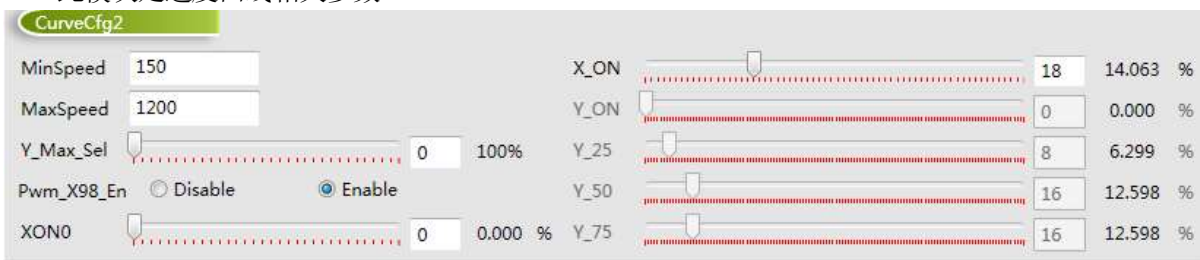 CurveCfg2
MinSpeed 150 X_ON 18 14.063 %
MaxSpeed 1200 Y_ON 0 0.000 %
Y_Max_Sel 0 100% Y_25 8 6.299 %
Pwm_X98_En Disable Enable Y_50 16 12.598 %
XON0 0 0.000 % Y_75 16 12.598 %